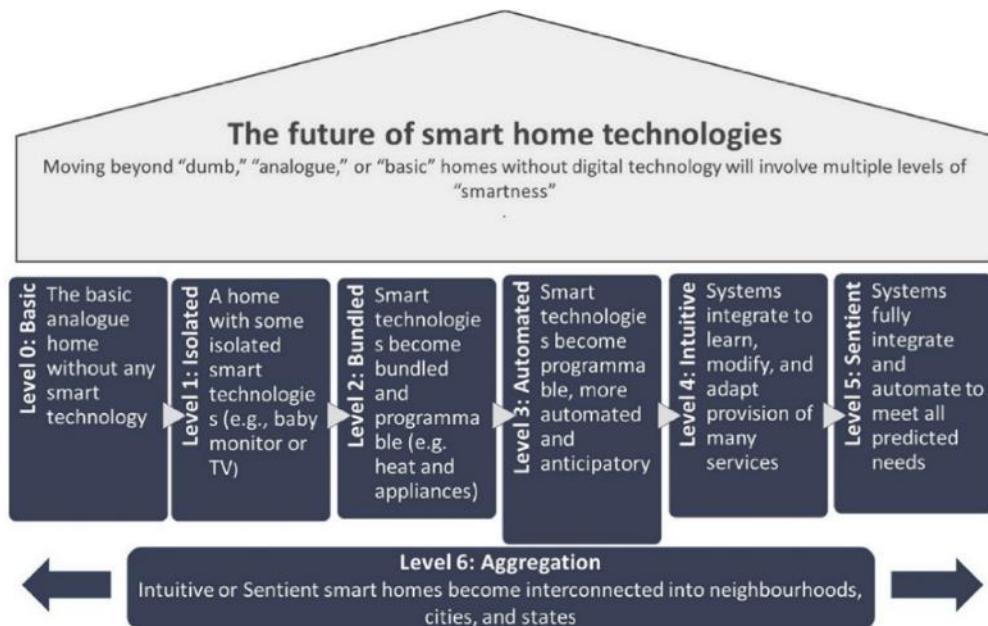 The future of smart home technologies
Moving beyond “dumb,” “analogue,” or “basic” homes without digital technology will involve multiple levels of
“smartness”
.
Level 0: Basic
The basic
analogue
home
without any
smart
technology
Level 1: Isolated
A home
with some
isolated
smart
technologie
s (e.g., baby
monitor or
TV)
Level 2: Bundled
Smart
technologie
s become
bundled
and
programma
ble (e.g.
heat and
appliances)
Level 3: Automated
Smart
technologie
s become
programma
ble, more
automated
and
anticipatory
Level 4: Intuitive
Systems
integrate to
learn,
modify, and
adapt
provision of
many
services
Level 5: Sentient
Systems
fully
integrate
and
automate to
meet all
predicted
needs
Level 6: Aggregation
Intuitive or Sentient smart homes become interconnected into neighbourhoods,
cities, and states